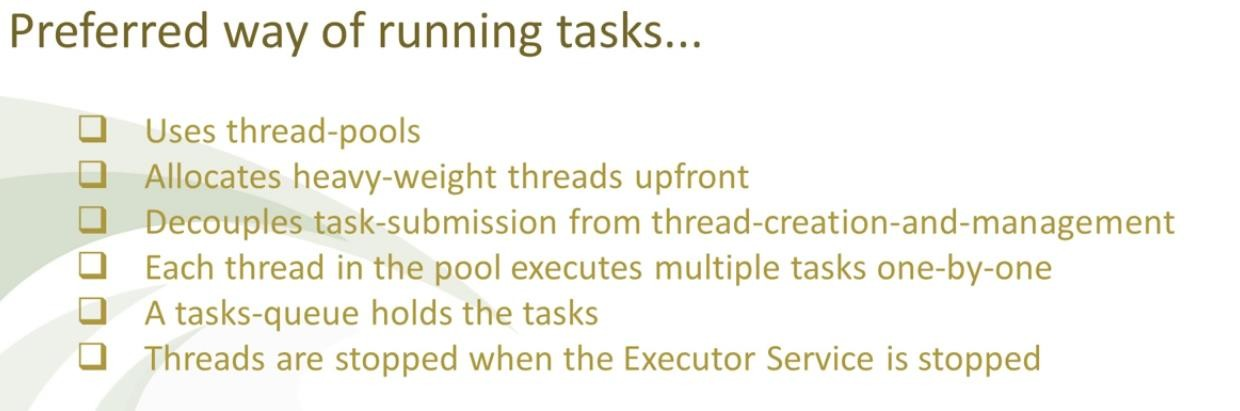 Preferred way of running tasks...
Uses thread-pools
Allocates heavy-weight threads upfront
Decouples task-submission from thread-creation-and-management
Each thread in the pool executes multiple tasks one-by-one
A tasks-queue holds the tasks
Threads are stopped when the Executor Service is stopped